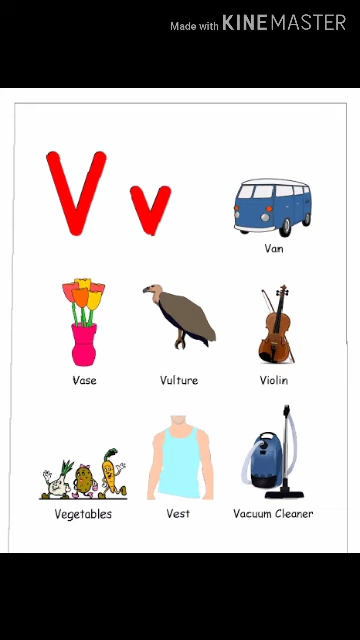 Made with KINEMASTER
V v
Van
Vase
Vulture
Violin
Vegetables
Vest
Vacuum Cleaner